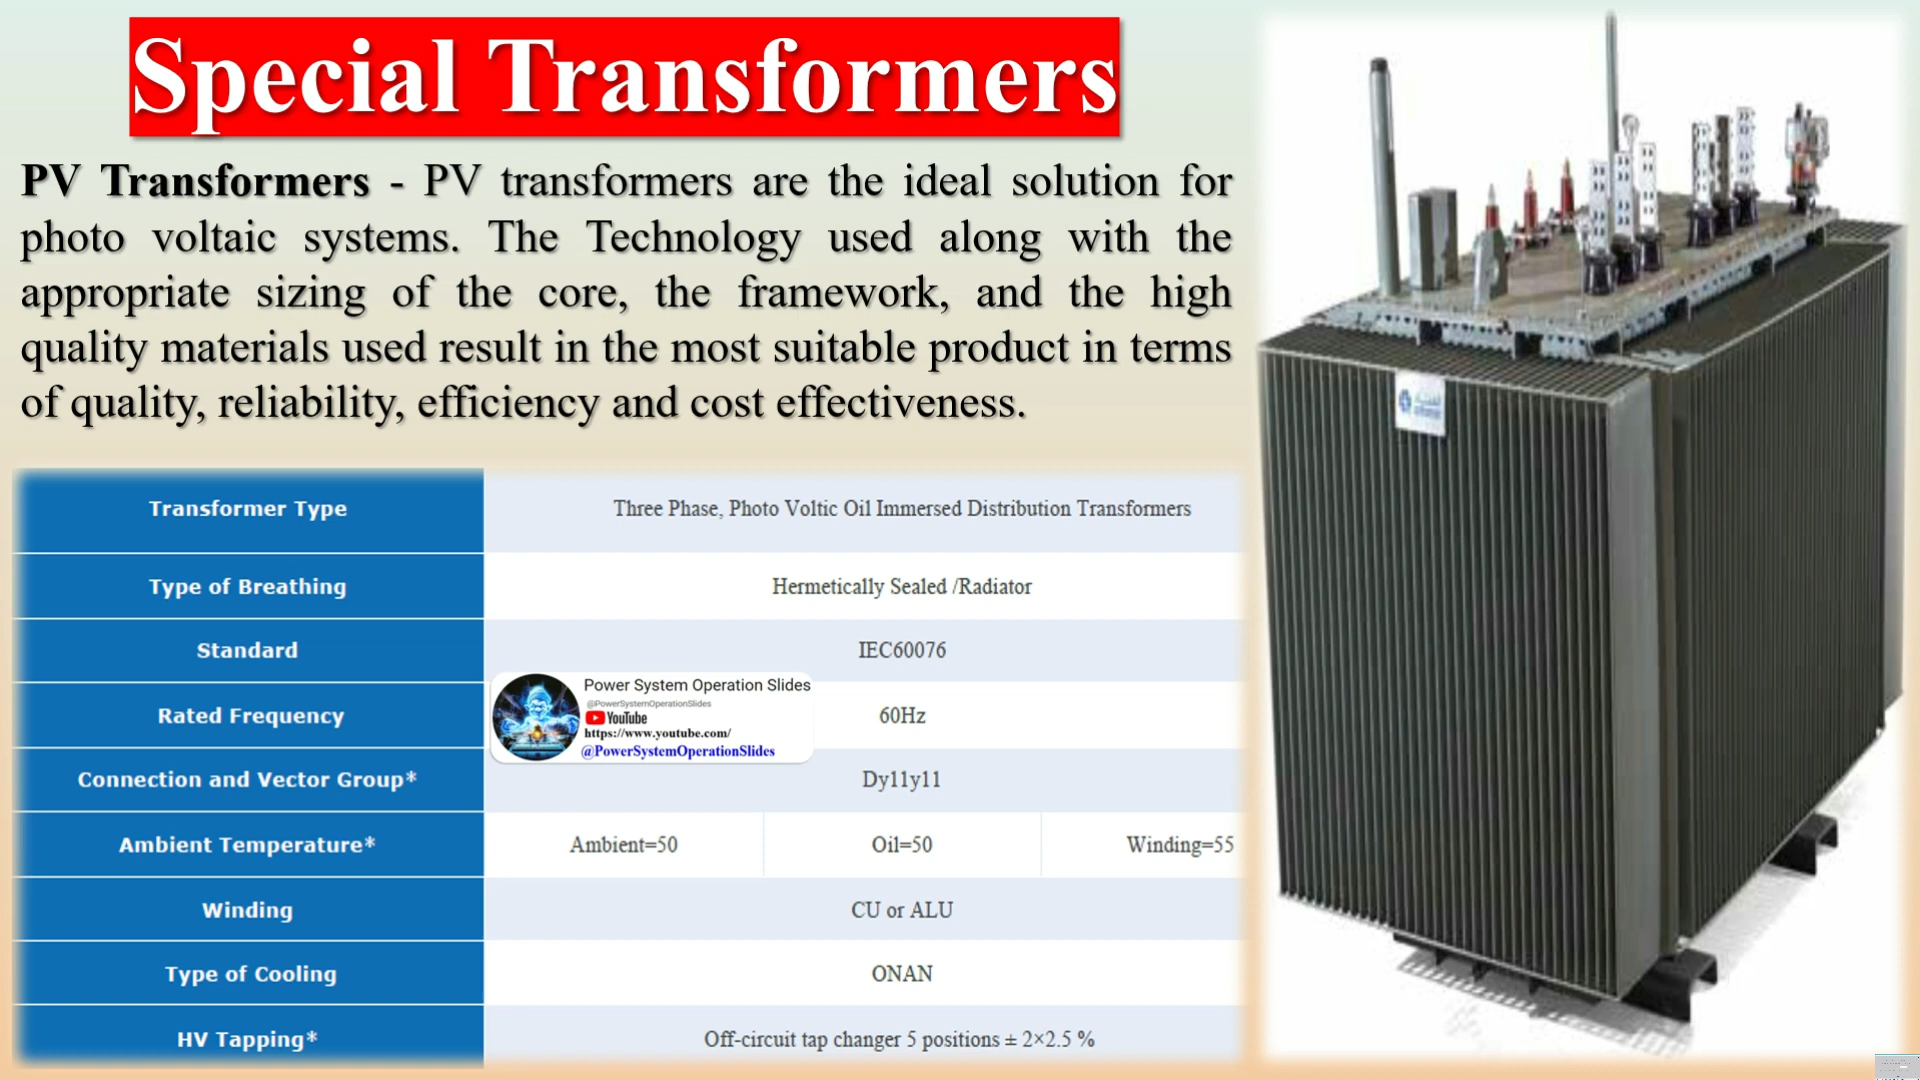 Special Transformers
PV Transformers - PV transformers are the ideal solution for
photo voltaic systems. The Technology used along with the
appropriate sizing of the core, the framework, and the high
quality materials used result in the most suitable product in terms
of quality, reliability, efficiency and cost effectiveness.
Transformer Type Three Phase, Photo Voltic Oil Immersed Distribution Transformers
Type of Breathing Hermetically Sealed /Radiator
Standard IEC60076
Power System Operation Slides
@PowerSystemOperationSlides
YouTube
https://www.youtube.com/
@PowerSystemOperationSlides
Rated Frequency 60Hz
Connection and Vector Group* Dy11y11
Ambient Temperature* Ambient=50 Oil=50 Winding=55
Winding CU or ALU
Type of Cooling ONAN
HV Tapping* Off-circuit tap changer 5 positions ± 2×2.5 %